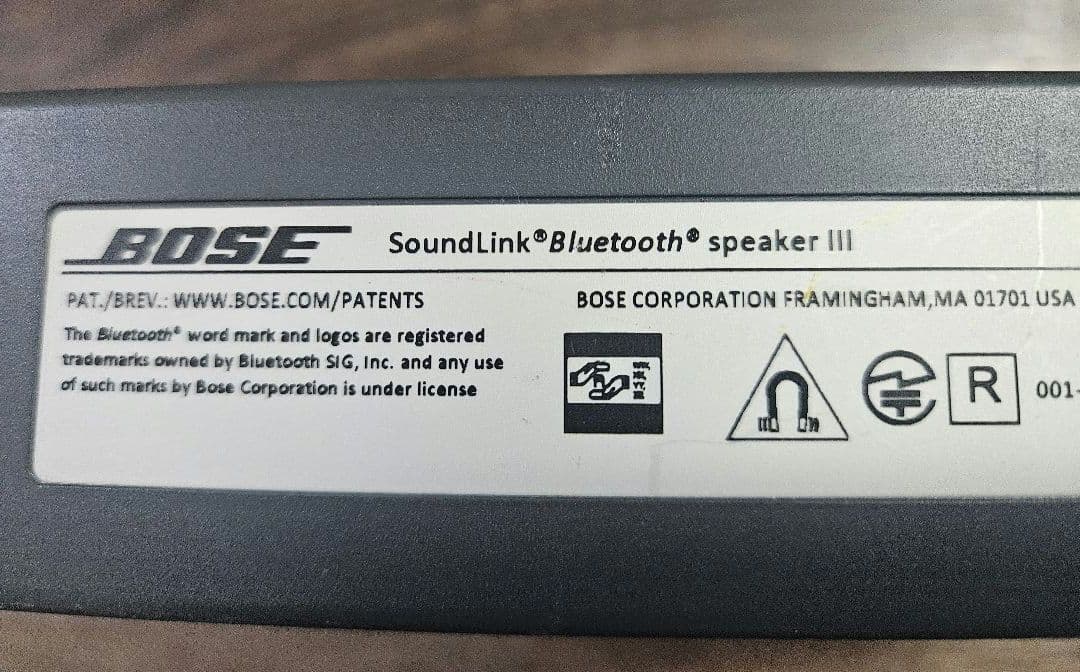 BOSE SoundLink® Bluetooth® speaker III
PAT./BREV.: WWW.BOSE.COM/PATENTS
BOSE CORPORATION FRAMINGHAM,MA 01701 USA
The Bluetooth® word mark and logos are registered
trademarks owned by Bluetooth SIG, Inc. and any use
of such marks by Bose Corporation is under license
R 001-